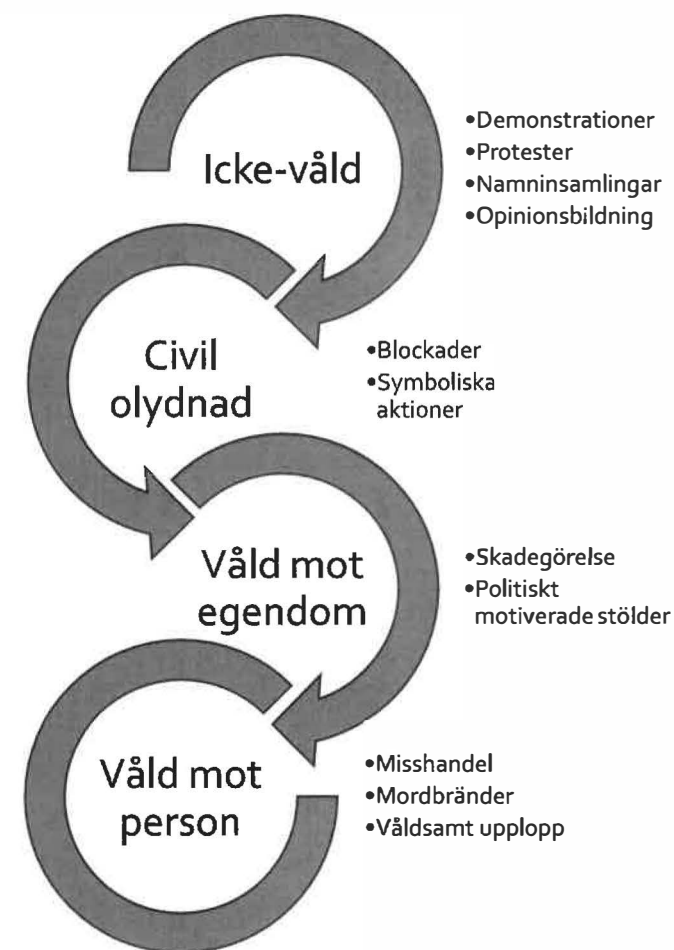 Icke-våld
•Demonstrationer
•Protester
•Namninsamlingar
•Opinionsbildning
Civil
olydnad
•Blockader
•Symboliska
aktioner
Våld mot
egendom
•Skadegörelse
•Politiskt
motiverade stölder
Våld mot
person
•Misshandel
•Mordbränder
•Våldsamt upplopp